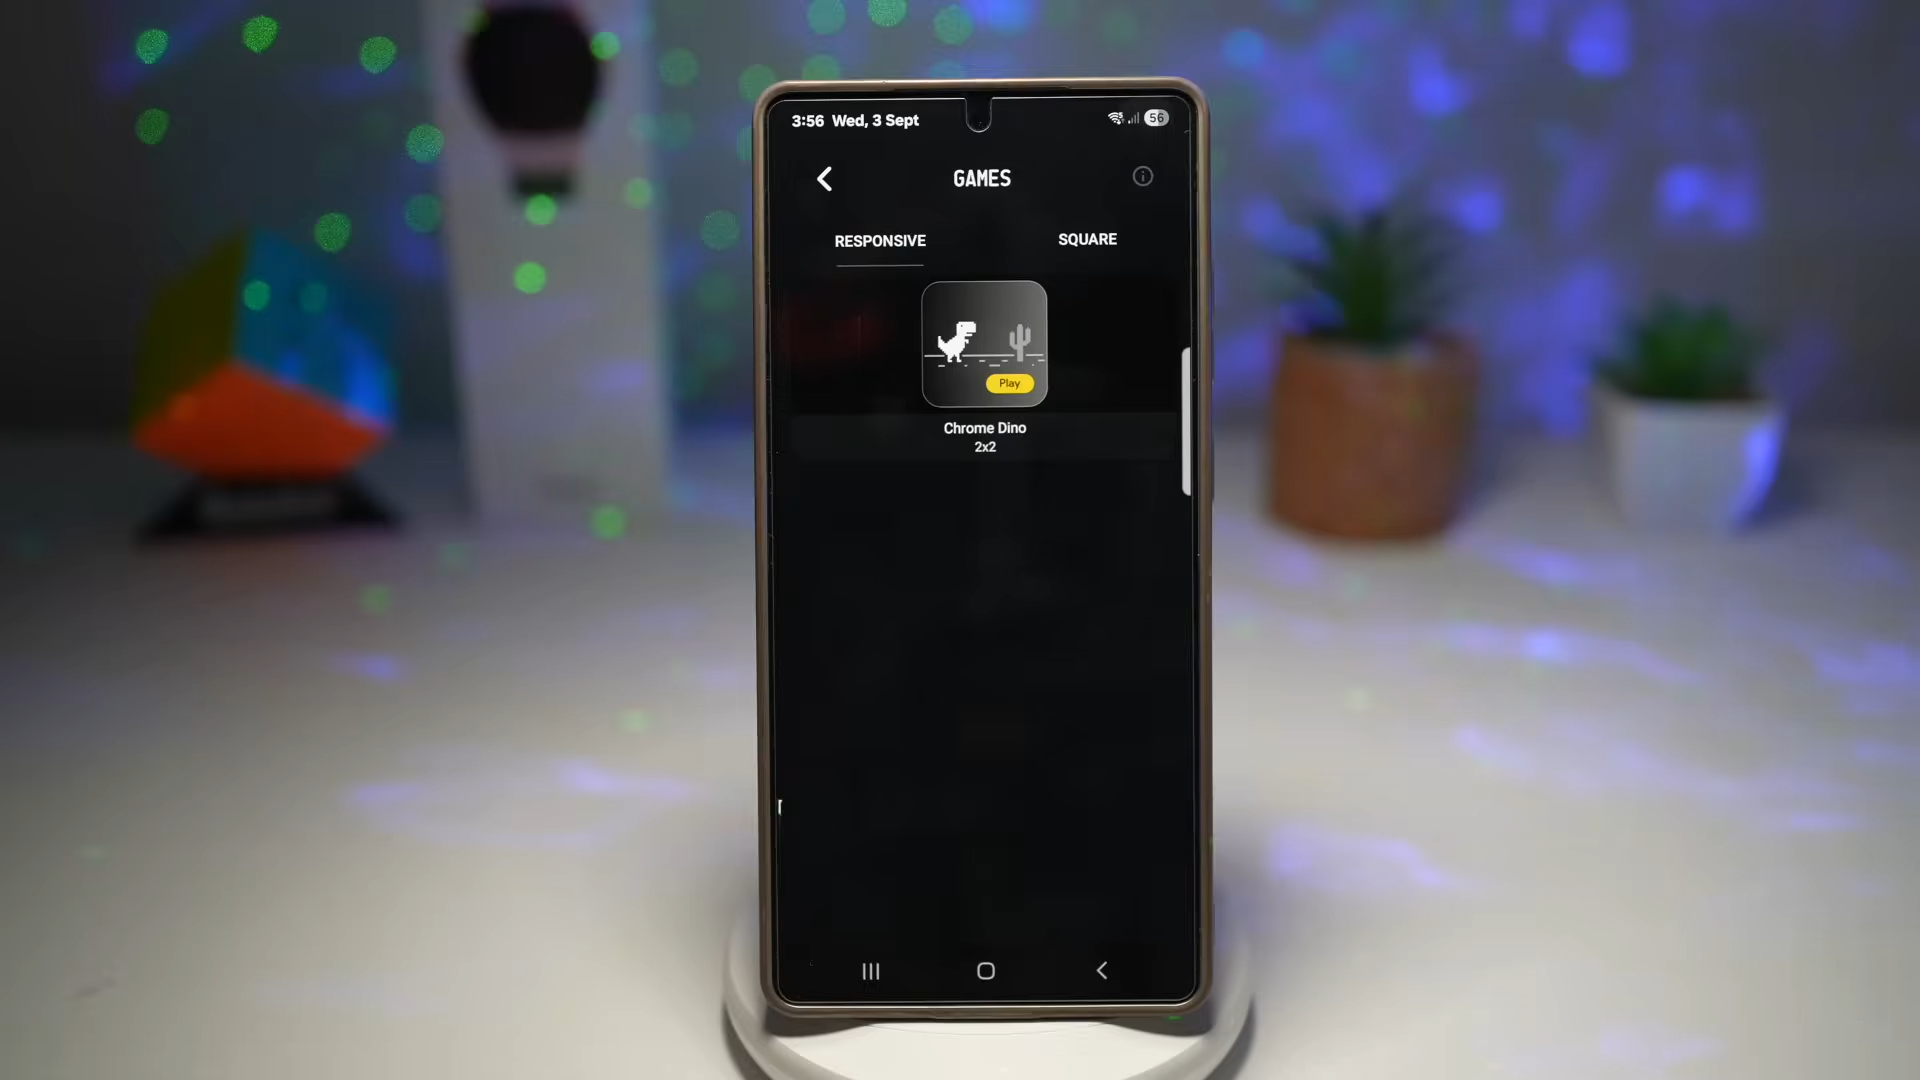 3:56 Wed, 3 Sept
56
GAMES
RESPONSIVE
SQUARE
Play
Chrome Dino
2x2